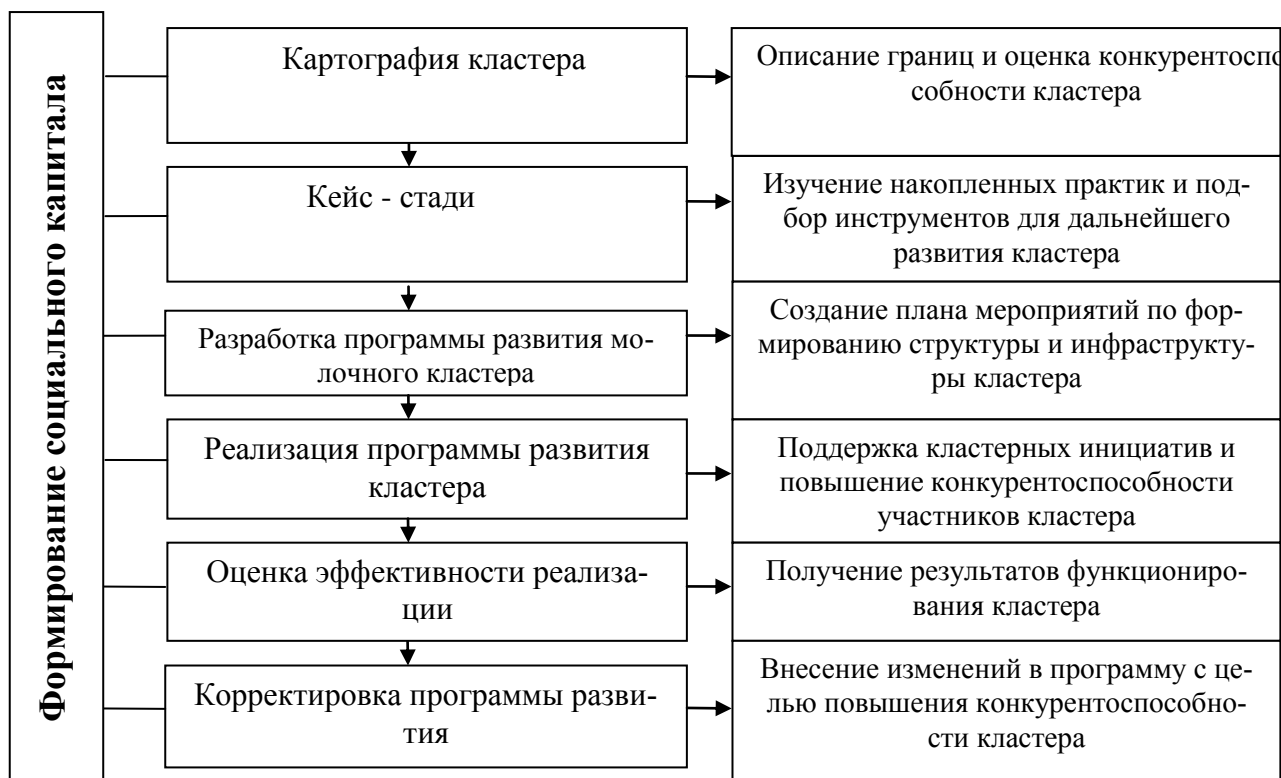 Формирование социального капитала
Картография кластера
Описание границ и оценка конкурентоспо
собности кластера
Кейс - стади
Изучение накопленных практик и под-
бор инструментов для дальнейшего
развития кластера
Разработка программы развития мо-
лочного кластера
Создание плана мероприятий по фор-
мированию структуры и инфраструкту-
ры кластера
Реализация программы развития
кластера
Поддержка кластерных инициатив и
повышение конкурентоспособности
участников кластера
Оценка эффективности реализа-
ции
Получение результатов функциониро-
вания кластера
Корректировка программы разви-
тия
Внесение изменений в программу с це-
лью повышения конкурентоспособно-
сти кластера